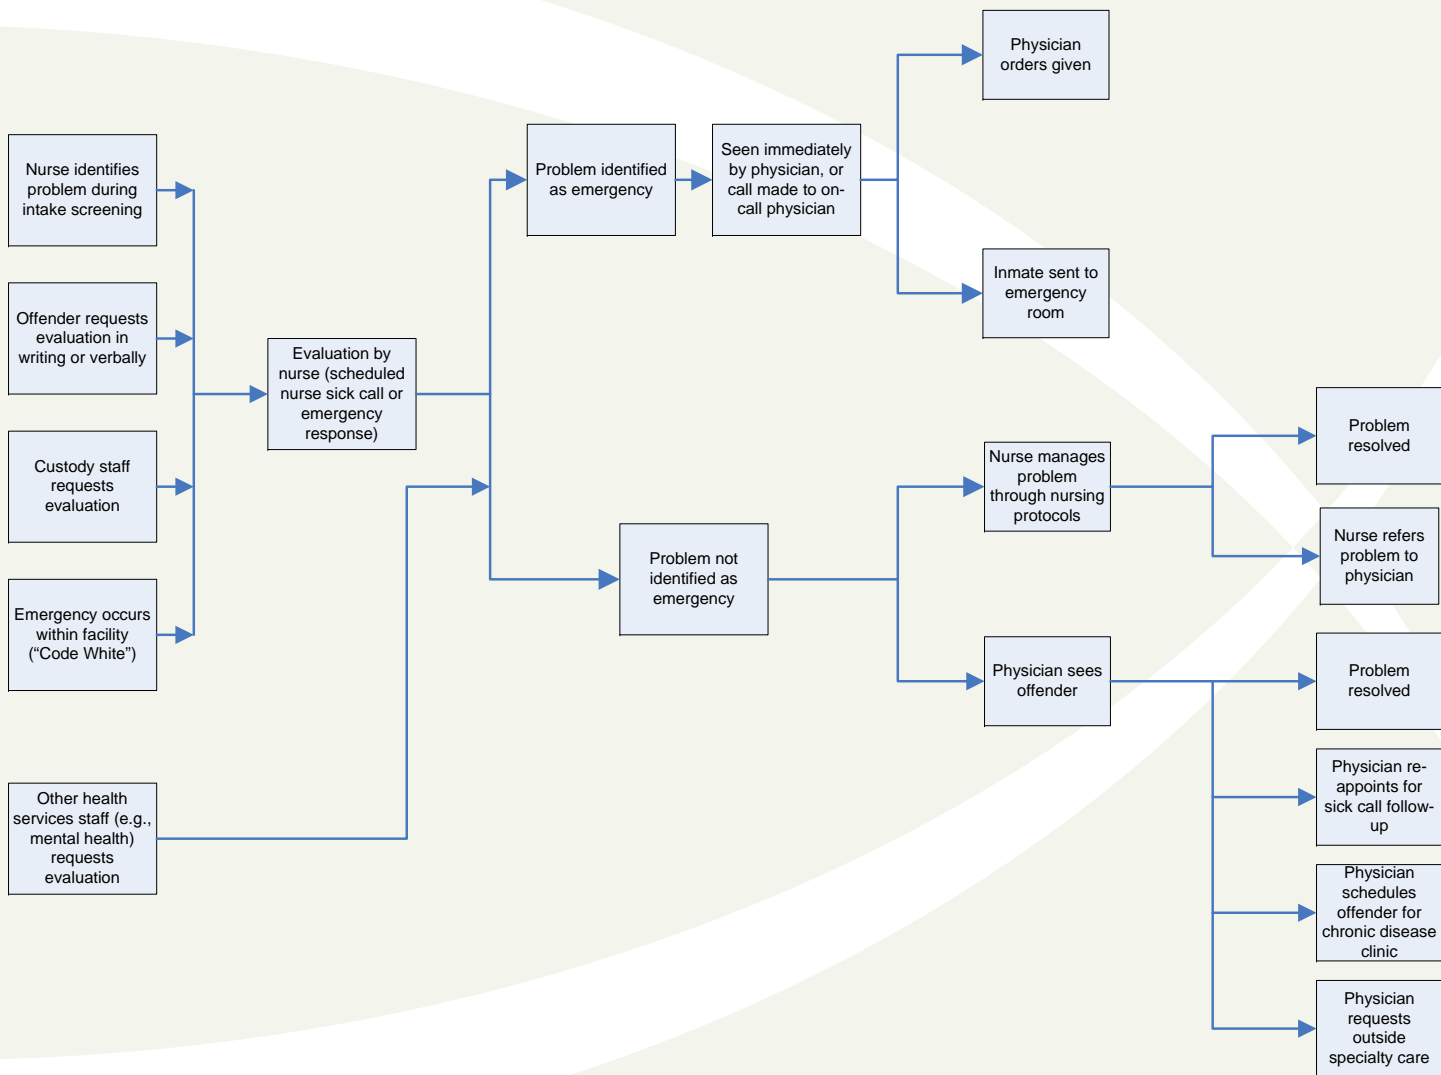 Nurse identifies
problem during
intake screening
Offender requests
evaluation in
writing or verbally
Custody staff
requests
evaluation
Emergency occurs
within facility
(“Code White”)
Other health
services staff (e.g.,
mental health)
requests
evaluation
Evaluation by
nurse (scheduled
nurse sick call or
emergency
response)
Problem identified
as emergency
Seen immediately
by physician, or
call made to on-
call physician
Physician
orders given
Inmate sent to
emergency
room
Problem not
identified as
emergency
Nurse manages
problem
through nursing
protocols
Physician sees
offender
Problem
resolved
Nurse refers
problem to
physician
Problem
resolved
Physician re-
appoints for
sick call follow-
up
Physician
schedules
offender for
chronic disease
clinic
Physician
requests
outside
specialty care